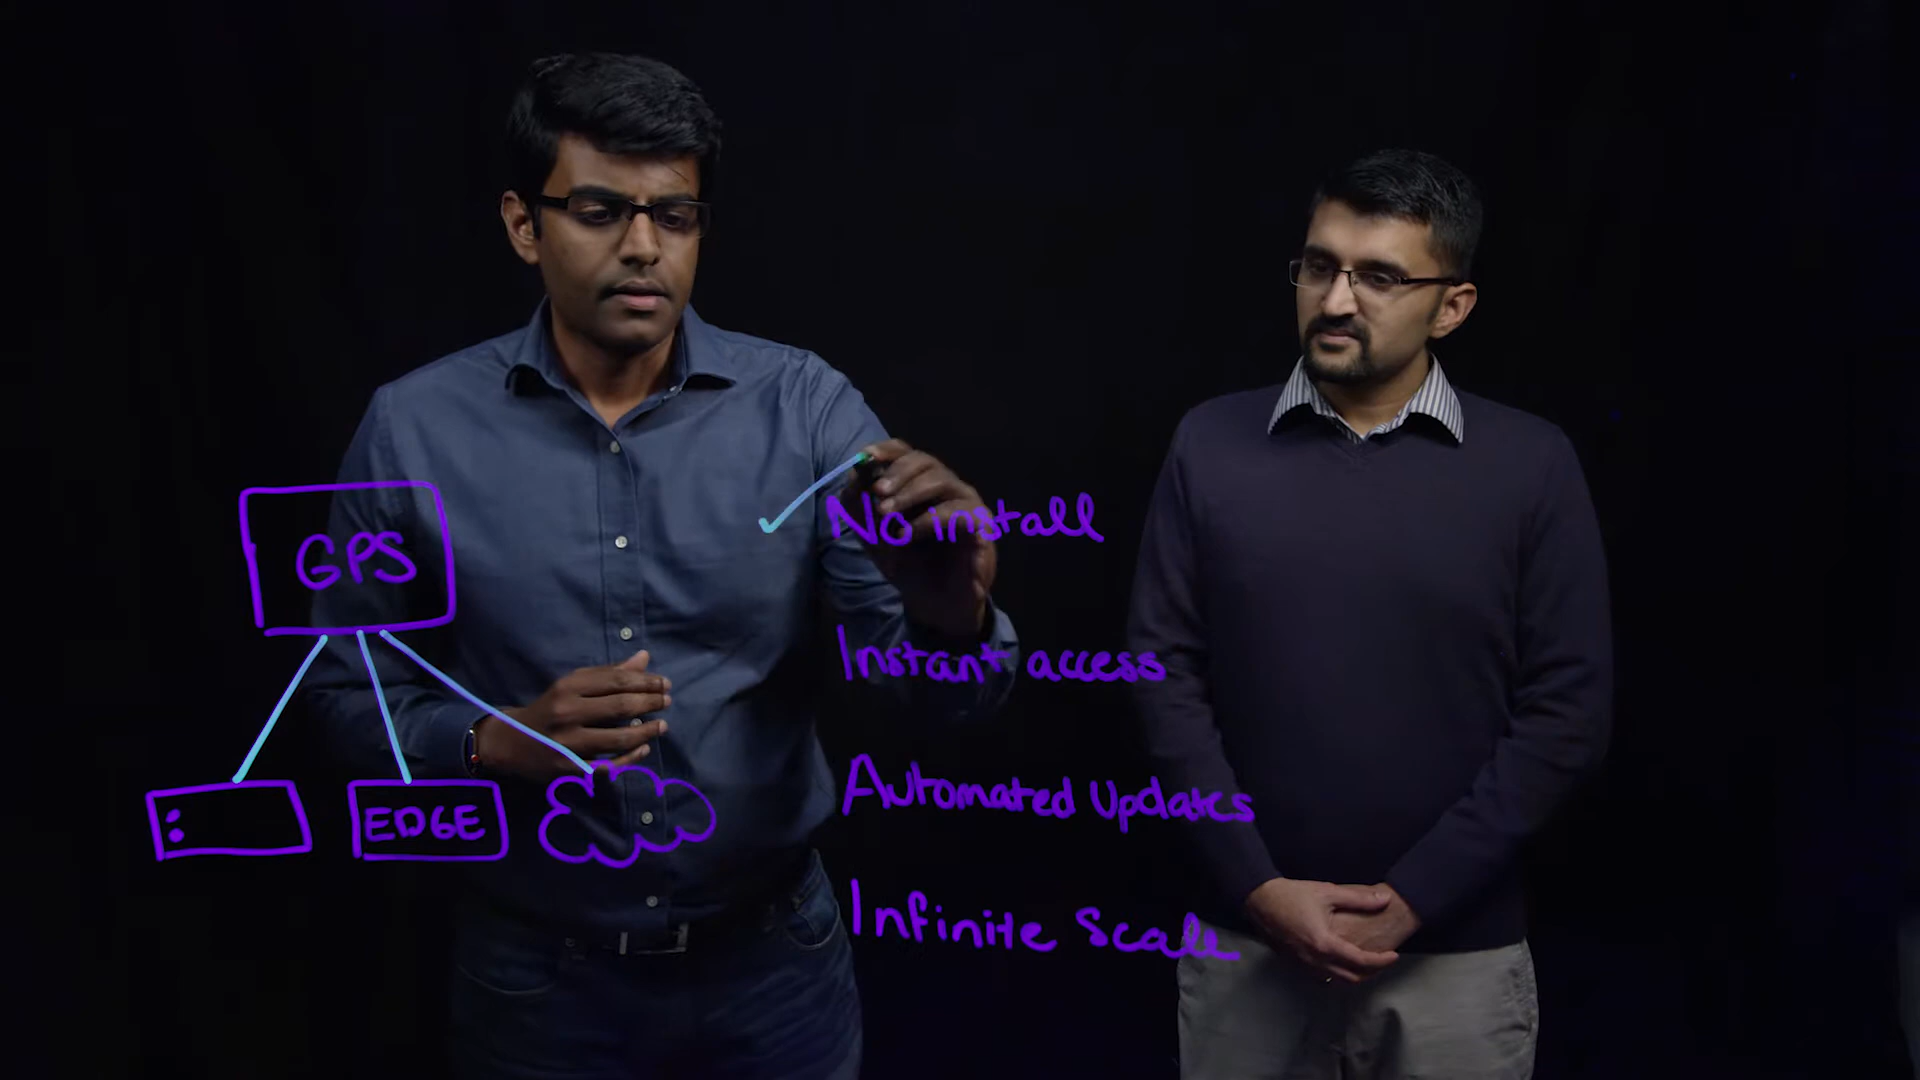 GPS
EDGE
No install
Instant access
Automated Updates
Infinite Scale